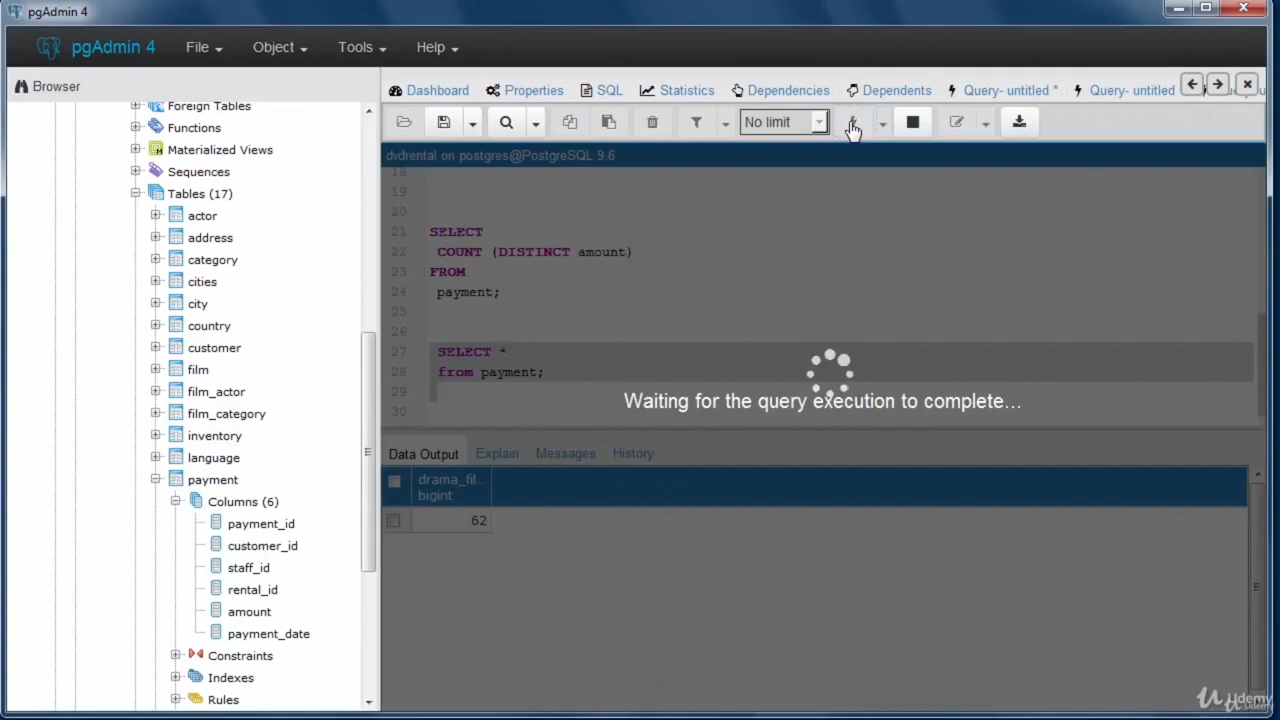 pgAdmin 4
pgAdmin 4 File Object Tools Help
Browser
Dashboard Properties SQL Statistics Dependencies Dependents Query- untitled * Query- untitled
No limit
dvdrental on postgres@PostgreSQL 9.6
Foreign Tables
Functions
Materialized Views
Sequences
Tables (17)
actor
address
category
cities
city
country
customer
film
film_actor
film_category
inventory
language
payment
Columns (6)
payment_id
customer_id
staff_id
rental_id
amount
payment_date
Constraints
Indexes
Rules
18
19
20
21 SELECT
22 COUNT (DISTINCT amount)
23 FROM
24 payment;
25
26
27 SELECT *
28 from payment;
29
30
Waiting for the query execution to complete...
Data Output Explain Messages History
drama_fil...
bigint
62
Udemy